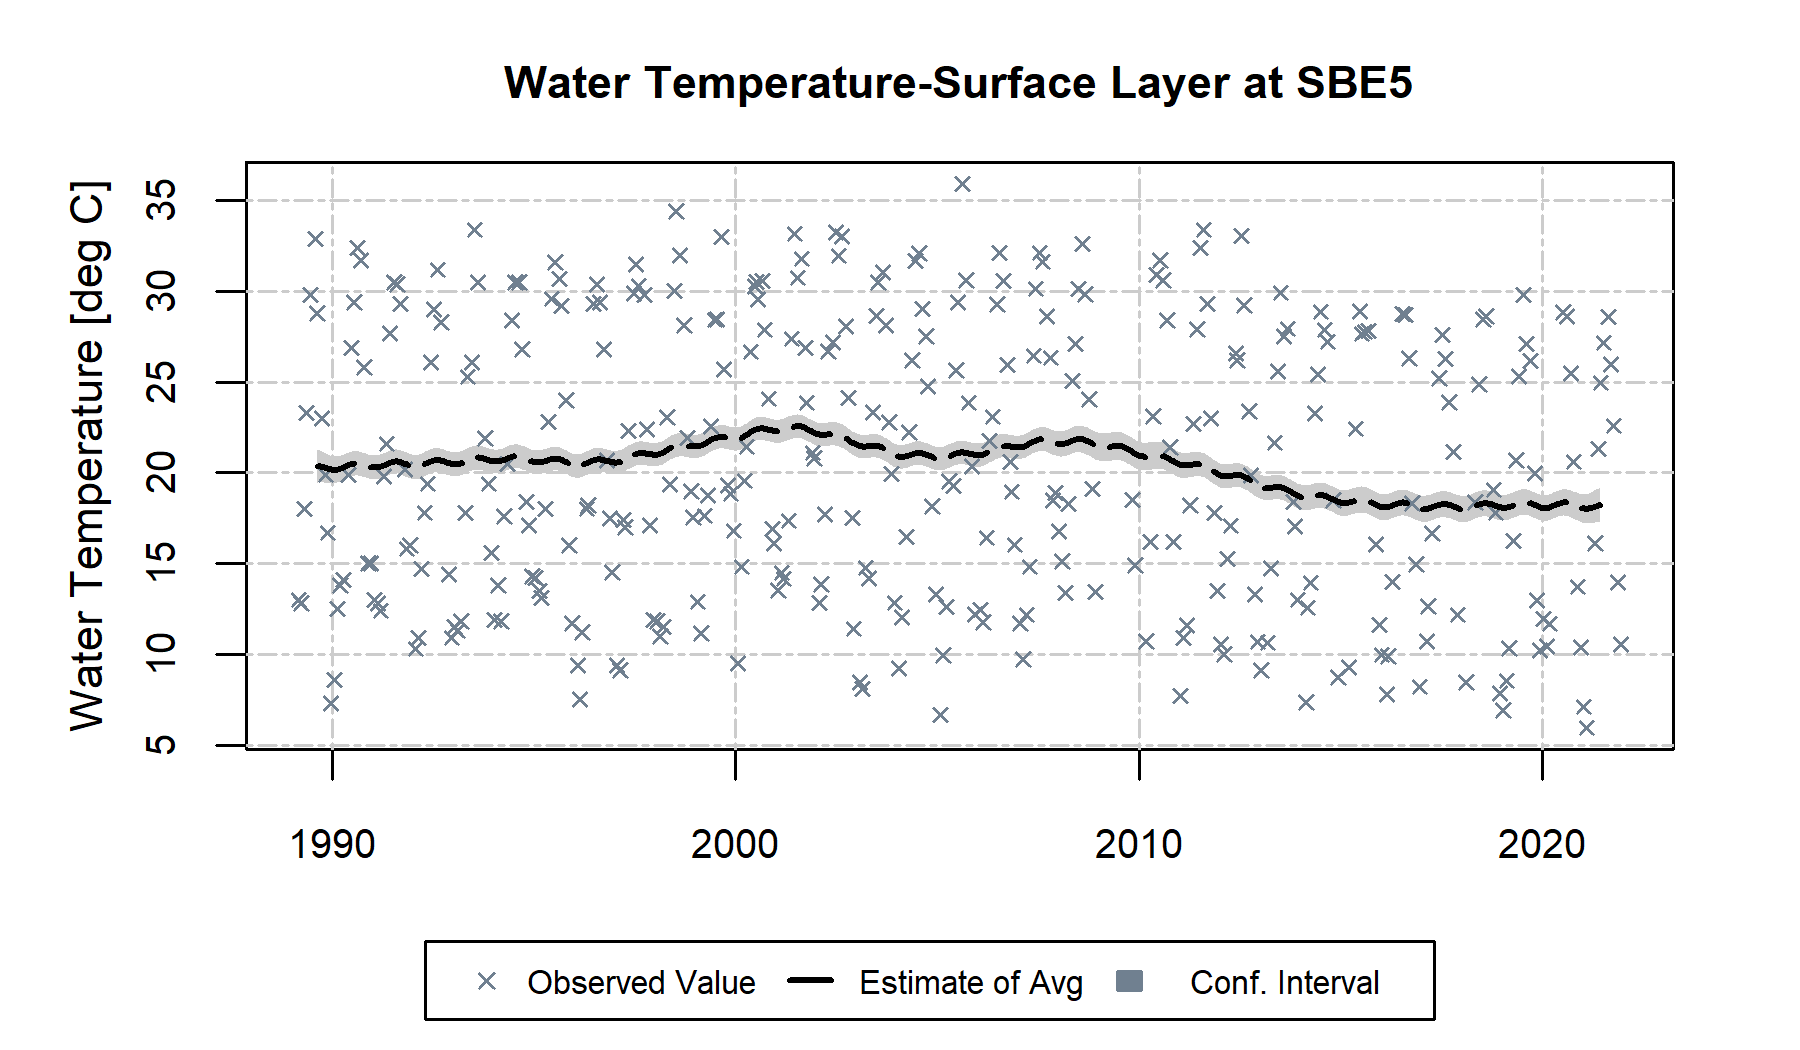 Water Temperature-Surface Layer at SBE5
Water Temperature [deg C]
35
30
25
20
15
10
5
1990 2000 2010 2020
Observed Value Estimate of Avg Conf. Interval